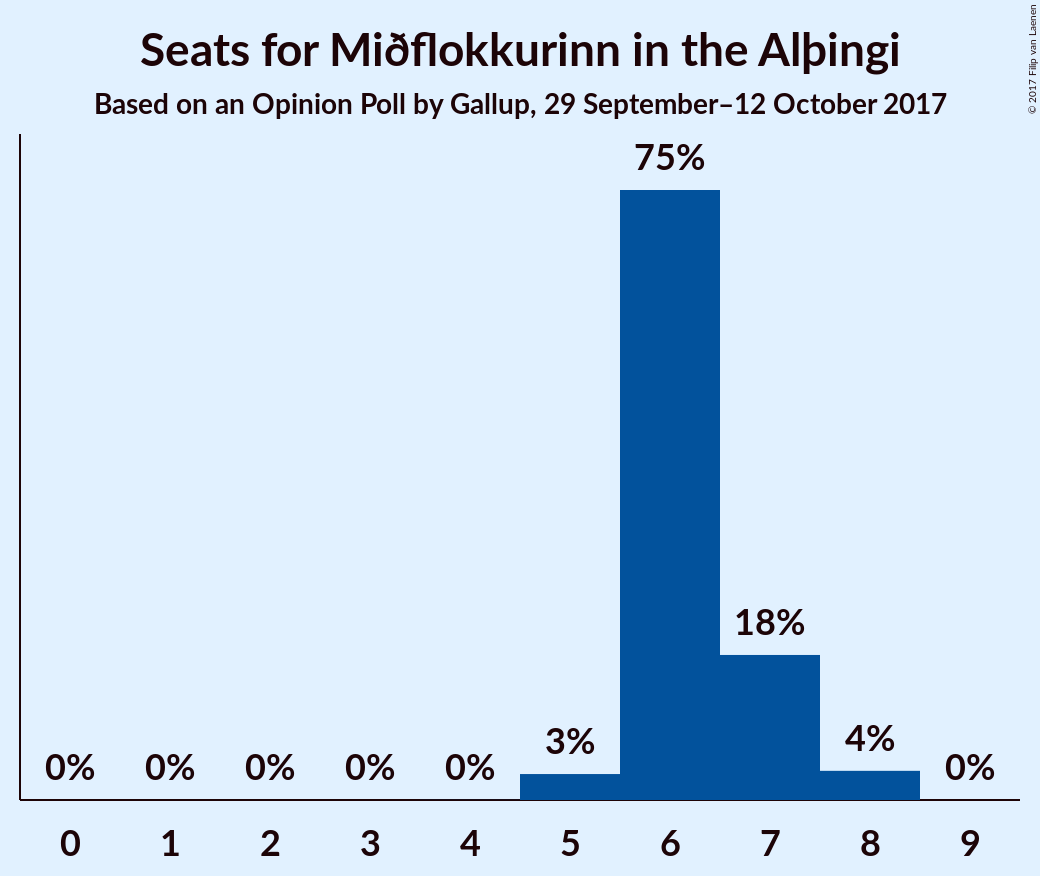 Seats for Miðflokkurinn in the Alþingi
Based on an Opinion Poll by Gallup, 29 September–12 October 2017
© 2017 Filip van Laenen
75%
18%
3%
4%
0% 0% 0% 0% 0% 0%
0 1 2 3 4 5 6 7 8 9